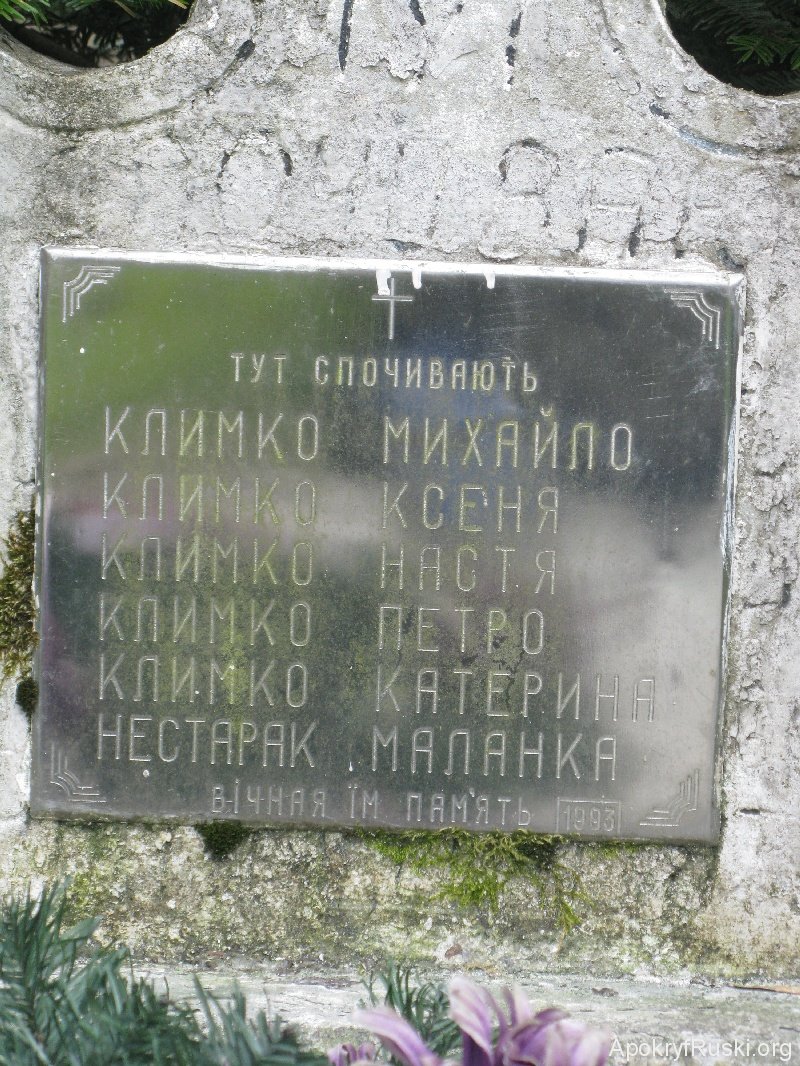 ТУТ СПОЧИВАЮТЬ
КЛИМКО МИХАЙЛО
КЛИМКО КСЕНЯ
КЛИМКО НАСТЯ
КЛИМКО ПЕТРО
КЛИМКО КАТЕРИНА
НЕСТАРАК МАЛАНКА
ВІЧНАЯ ЇМ ПАМ'ЯТЬ 1993
ApokryfRuski.org